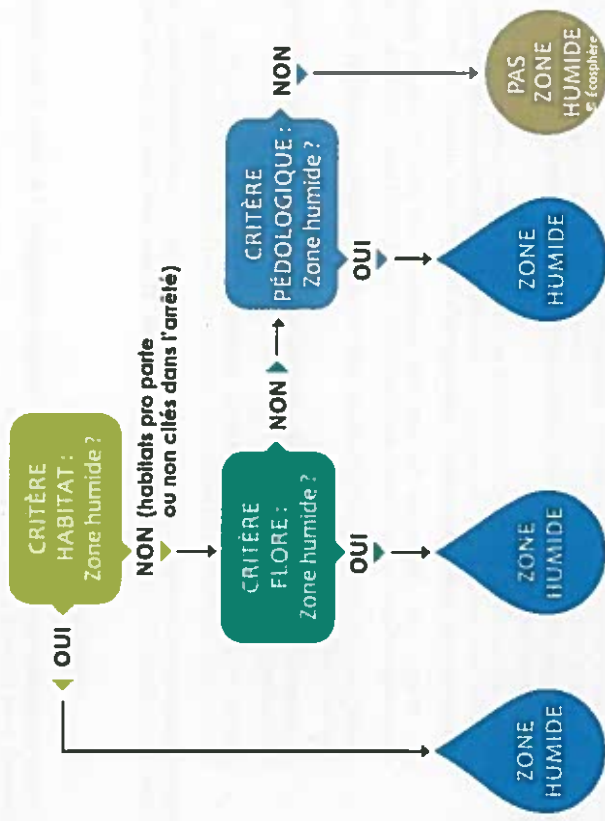 CRITÈRE
HABITAT :
Zone humide ?
OUI
NON (habitats pro parte
ou non cités dans l'arrêté)
CRITÈRE
FLORE :
Zone humide ?
NON
CRITÈRE
PÉDOLOGIQUE :
Zone humide ?
NON
OUI
OUI
ZONE
HUMIDE
ZONE
HUMIDE
ZONE
HUMIDE
PAS
ZONE
HUMIDE
© Écosphère